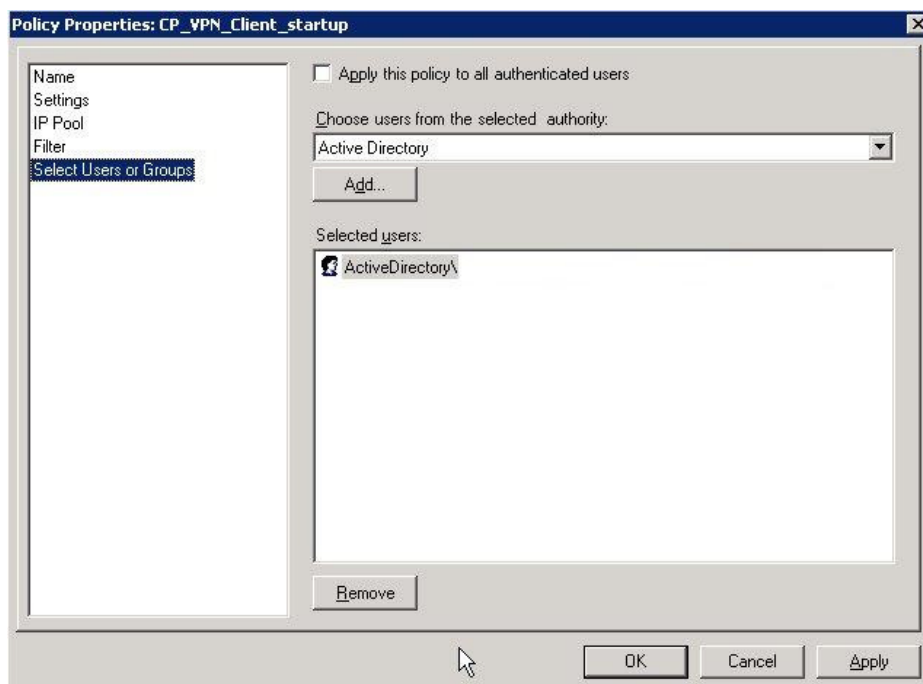 Policy Properties: CP_VPN_Client_startup
Name
Settings
IP Pool
Filter
Select Users or Groups
Apply this policy to all authenticated users
Choose users from the selected authority:
Active Directory
Add...
Selected users:
ActiveDirectory\
Remove
OK
Cancel
Apply